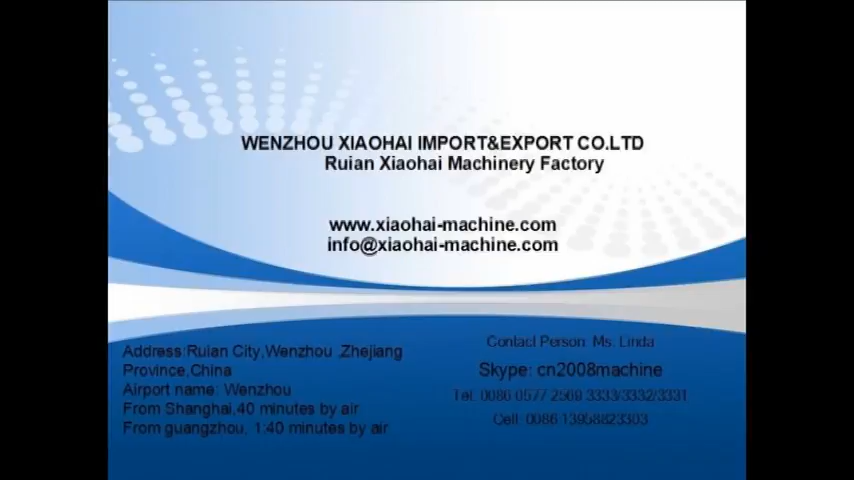 WENZHOU XIAOHAI IMPORT&EXPORT CO.LTD
Ruian Xiaohai Machinery Factory
www.xiaohai-machine.com
info@xiaohai-machine.com
Address:Ruian City,Wenzhou ,Zhejiang
Province,China
Airport name: Wenzhou
From Shanghai,40 minutes by air
From guangzhou, 1:40 minutes by air
Contact Person: Ms. Linda
Skype: cn2008machine
Tel: 0086 0577 2569 3333/3332/3331
Cell: 0086 13958823303